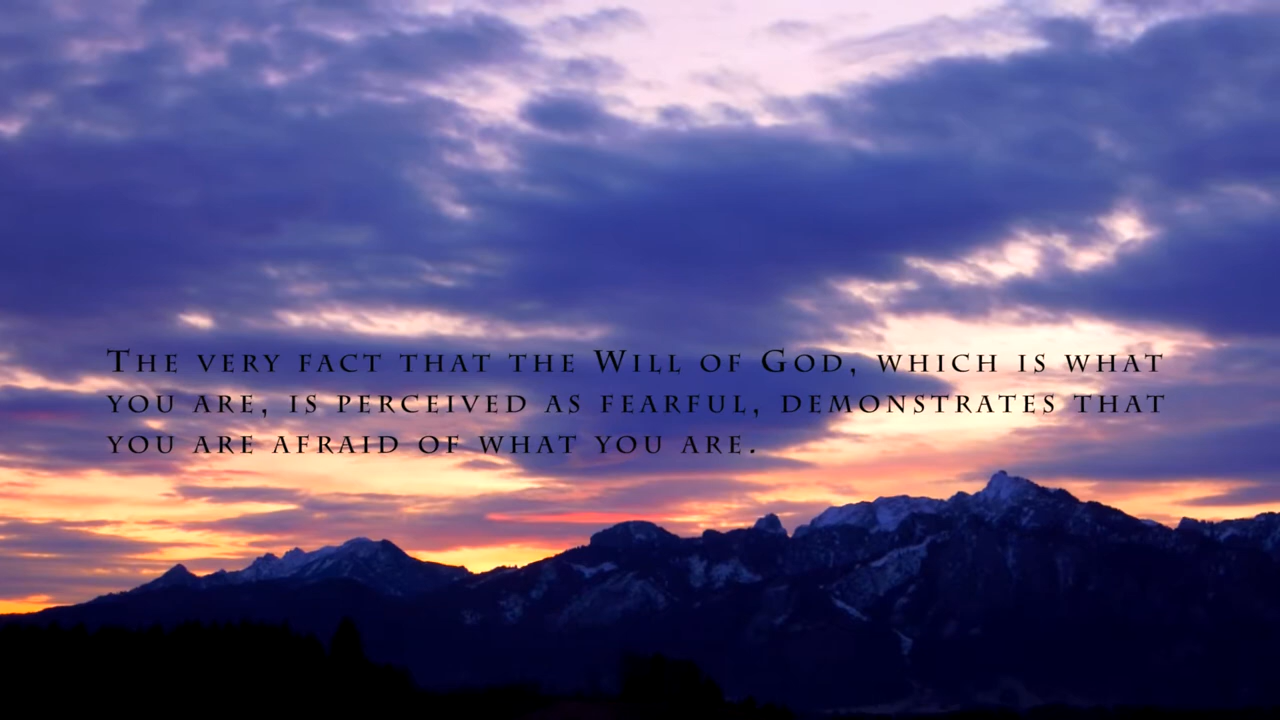 The very fact that the Will of God, which is what
you are, is perceived as fearful, demonstrates that
you are afraid of what you are.